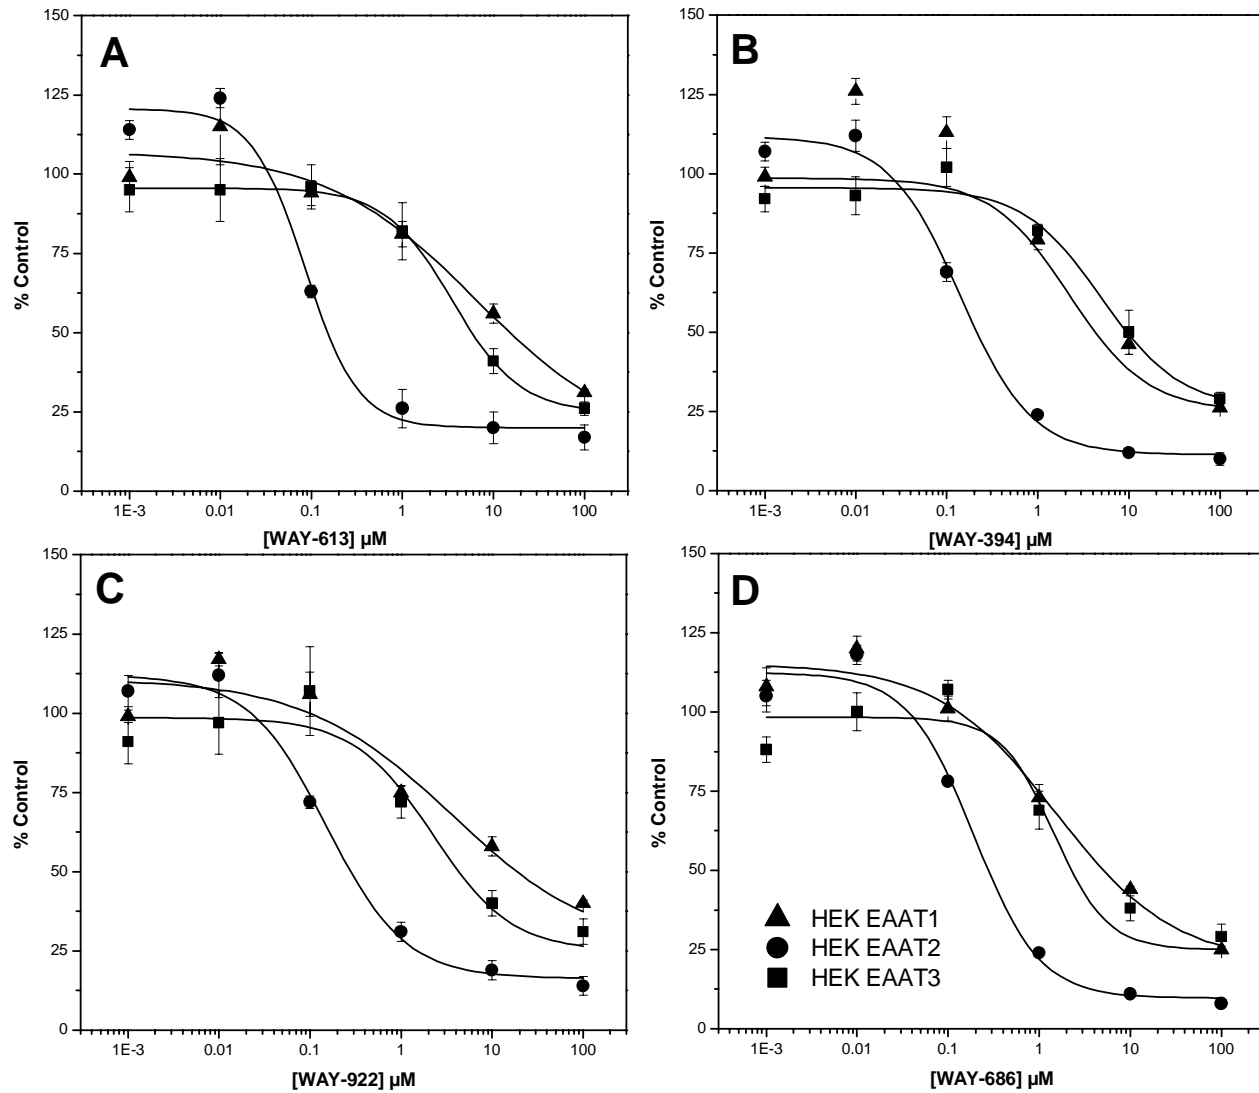 A
% Control
150
125
100
75
50
25
0
1E-3 0.01 0.1 1 10 100
[WAY-613] µM
B
% Control
150
125
100
75
50
25
0
1E-3 0.01 0.1 1 10 100
[WAY-394] µM
C
% Control
150
125
100
75
50
25
0
1E-3 0.01 0.1 1 10 100
[WAY-922] µM
D
% Control
150
125
100
75
50
25
0
HEK EAAT1
HEK EAAT2
HEK EAAT3
1E-3 0.01 0.1 1 10 100
[WAY-686] µM